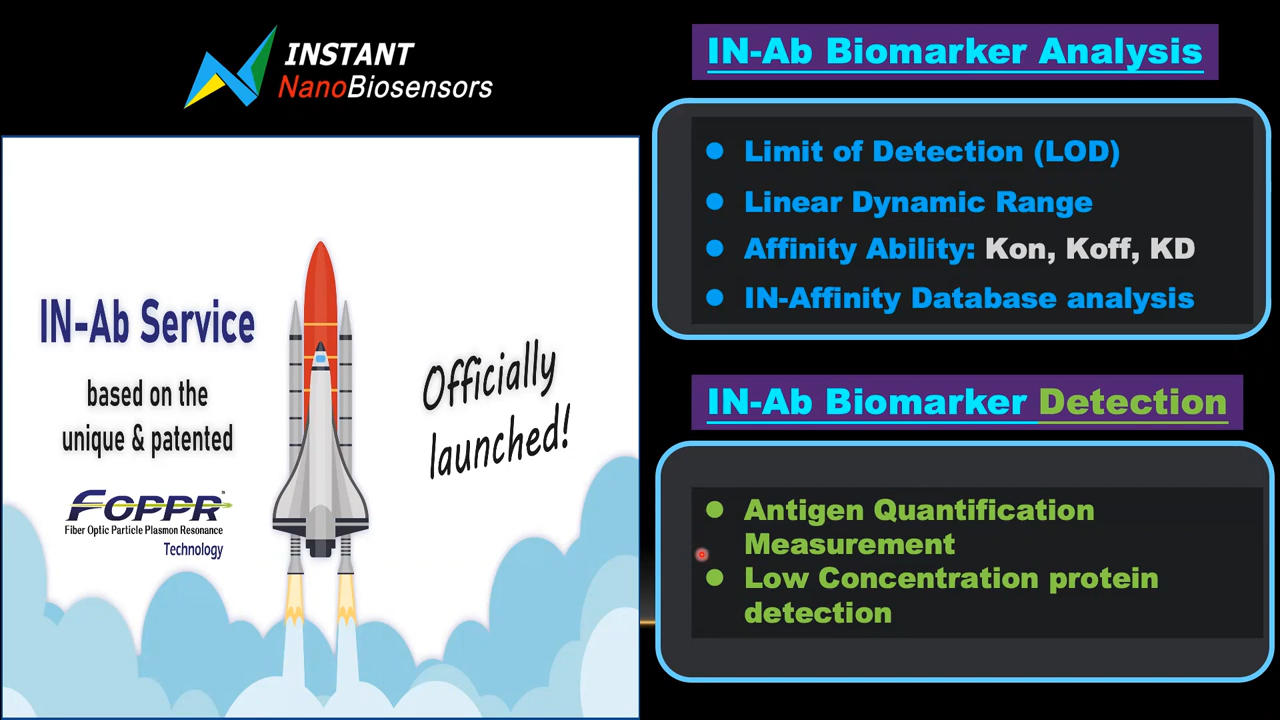 INSTANT
NanoBiosensors
IN-Ab Service
based on the
unique & patented
FOPPR
Fiber Optic Particle Plasmon Resonance
Technology
Officially
launched!
IN-Ab Biomarker Analysis
● Limit of Detection (LOD)
● Linear Dynamic Range
● Affinity Ability: Kon, Koff, KD
● IN-Affinity Database analysis
IN-Ab Biomarker Detection
● Antigen Quantification
Measurement
● Low Concentration protein
detection